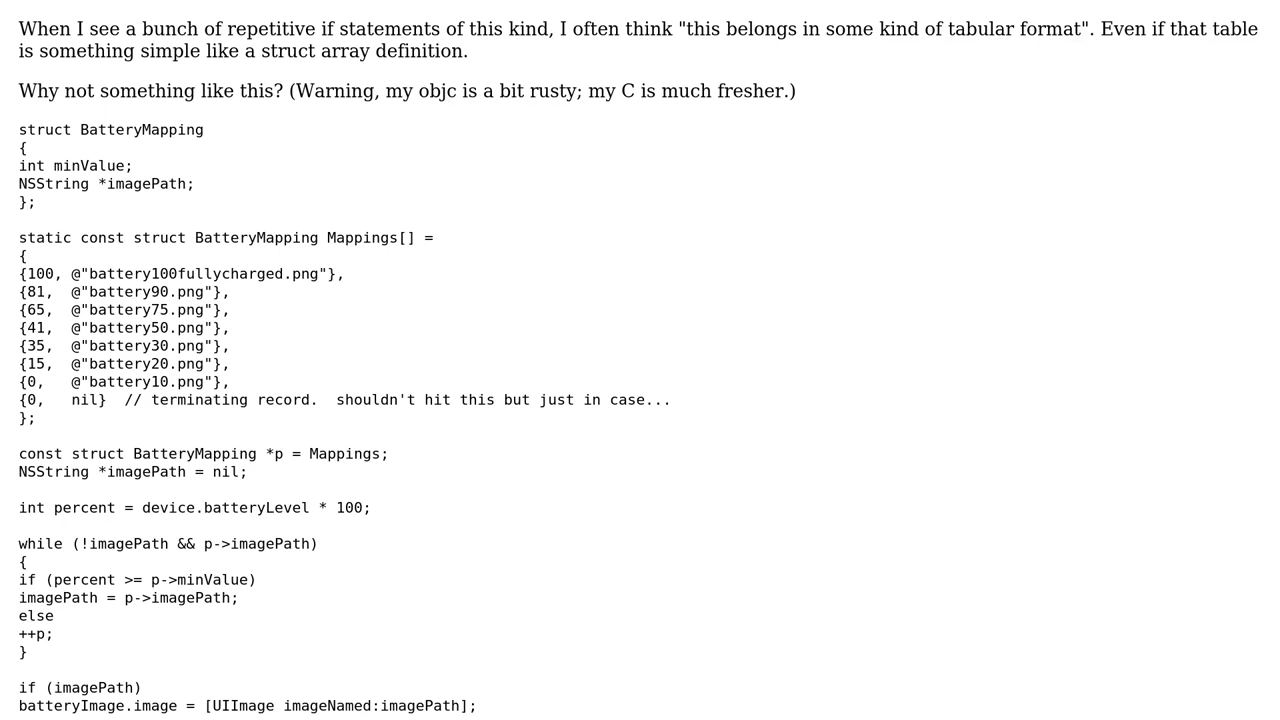 When I see a bunch of repetitive if statements of this kind, I often think "this belongs in some kind of tabular format". Even if that table
is something simple like a struct array definition.
Why not something like this? (Warning, my objc is a bit rusty; my C is much fresher.)
struct BatteryMapping
{
int minValue;
NSString *imagePath;
};
static const struct BatteryMapping Mappings[] =
{
{100, @"battery100fullycharged.png"},
{81,  @"battery90.png"},
{65,  @"battery75.png"},
{41,  @"battery50.png"},
{35,  @"battery30.png"},
{15,  @"battery20.png"},
{0,   @"battery10.png"},
{0,   nil}  // terminating record.  shouldn't hit this but just in case...
};
const struct BatteryMapping *p = Mappings;
NSString *imagePath = nil;
int percent = device.batteryLevel * 100;
while (!imagePath && p->imagePath)
{
if (percent >= p->minValue)
imagePath = p->imagePath;
else
++p;
}
if (imagePath)
batteryImage.image = [UIImage imageNamed:imagePath];